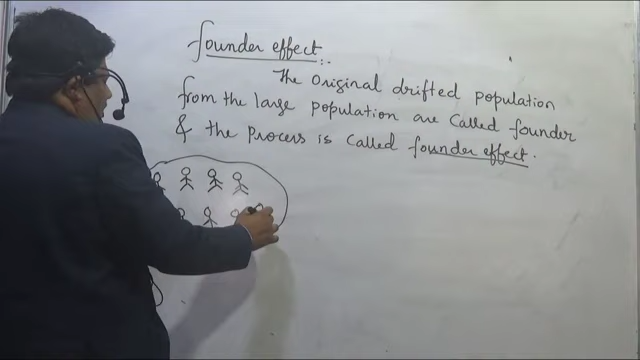 founder effect :-
The Original drifted population
from the large population are called founder
& the Process is called founder effect.